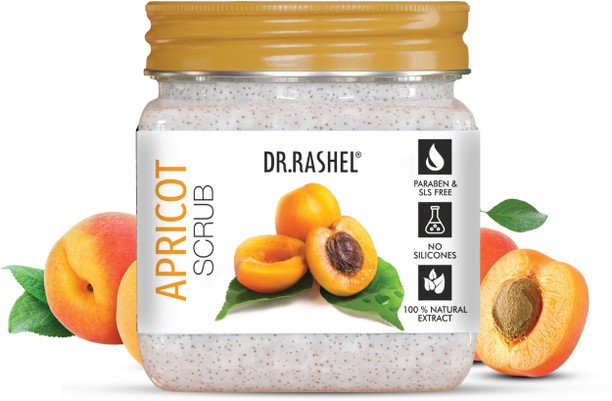 APRICOT
SCRUB
DR.RASHEL®
PARABEN &
SLS FREE
NO
SILICONES
100 % NATURAL
EXTRACT